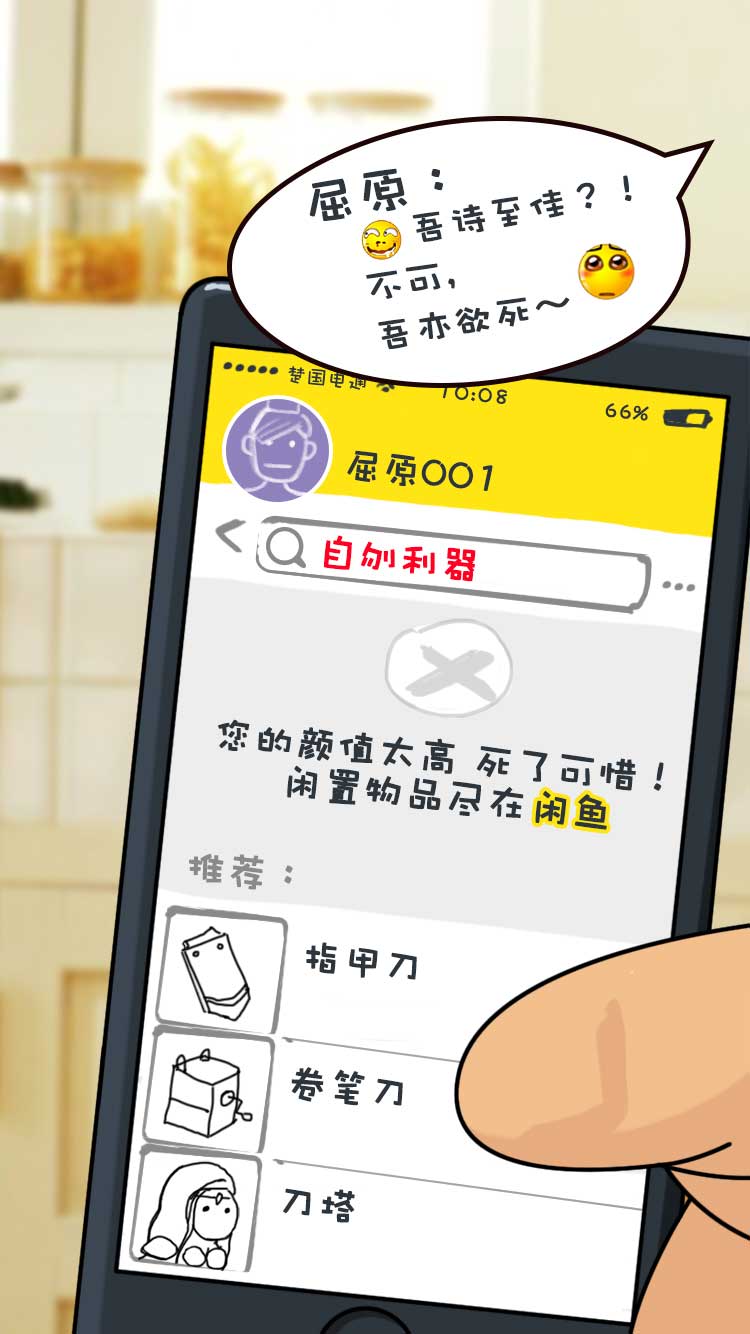 屈原：
吾诗至佳？！
不可，
吾亦欲死～
楚国电通
10:08
66%
屈原001
自刎利器
您的颜值太高 死了可惜！
闲置物品尽在闲鱼
推荐：
指甲刀
卷笔刀
刀塔